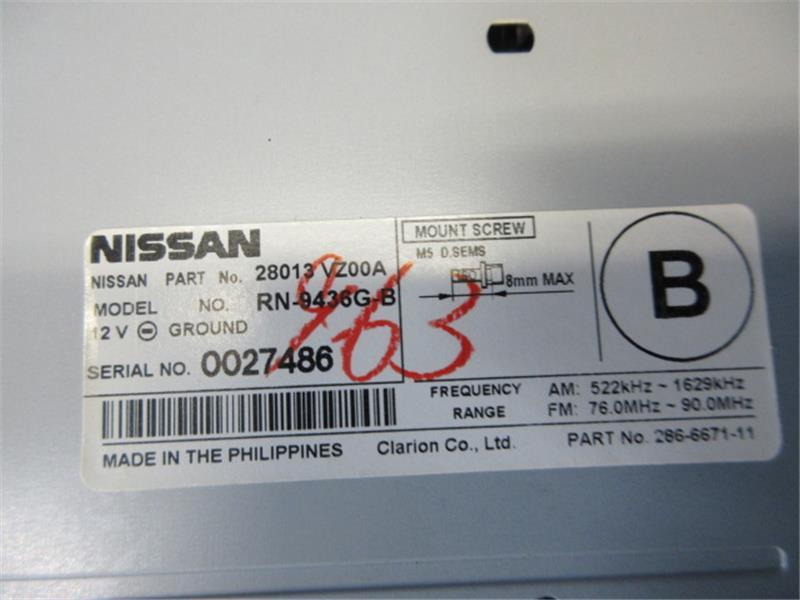 NISSAN
NISSAN PART No. 28013 VZ00A
MODEL NO. RN-9436G-B
12 V ⊖ GROUND
SERIAL NO. 0027486
963
MOUNT SCREW
M5 D.SEMS
8mm MAX
B
FREQUENCY RANGE
AM: 522kHz ~ 1629kHz
FM: 76.0MHz ~ 90.0MHz
MADE IN THE PHILIPPINES
Clarion Co., Ltd.
PART No. 286-6671-11